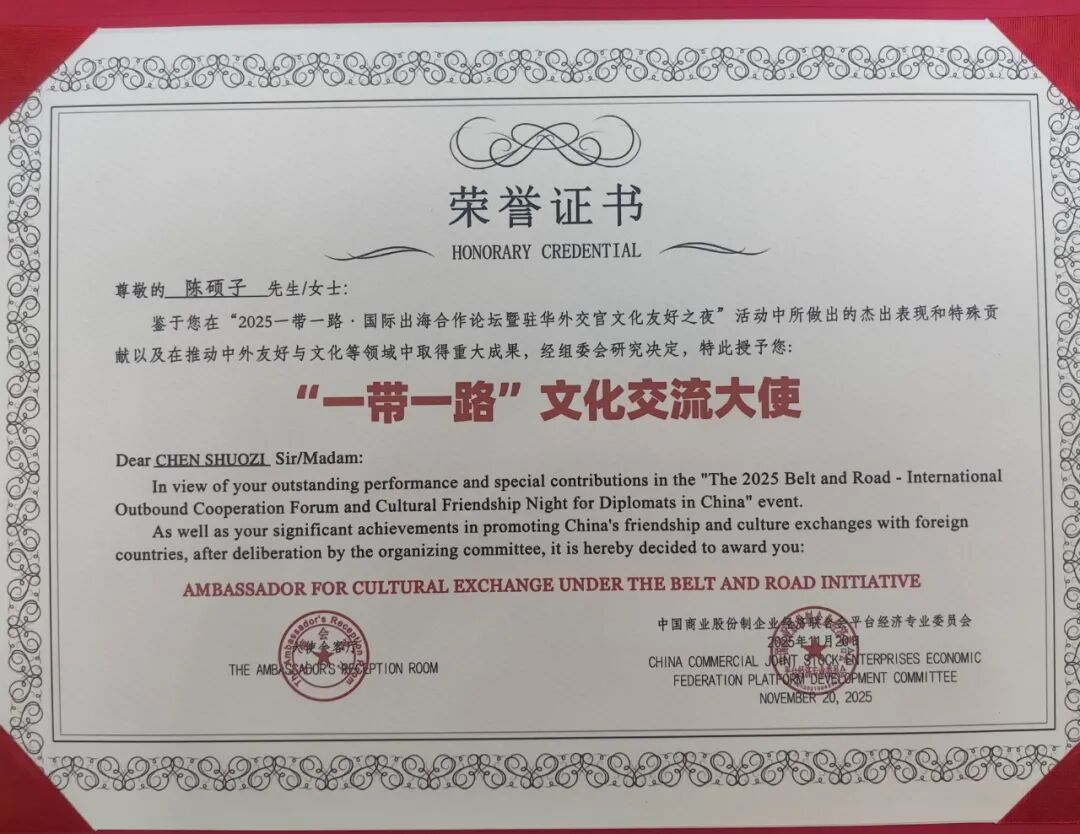 荣誉证书
HONORARY CREDENTIAL
尊敬的 陈硕子 先生/女士:
鉴于您在“2025一带一路·国际出海合作论坛暨驻华外交官文化友好之夜”活动中所做出的杰出表现和特殊贡
献以及在推动中外友好与文化等领域中取得重大成果，经组委会研究决定，特此授予您:
“一带一路”文化交流大使
Dear CHEN SHUOZI Sir/Madam:
In view of your outstanding performance and special contributions in the "The 2025 Belt and Road - International
Outbound Cooperation Forum and Cultural Friendship Night for Diplomats in China" event.
As well as your significant achievements in promoting China's friendship and culture exchanges with foreign
countries, after deliberation by the organizing committee, it is hereby decided to award you:
AMBASSADOR FOR CULTURAL EXCHANGE UNDER THE BELT AND ROAD INITIATIVE
大使会客厅
THE AMBASSADOR'S RECEPTION ROOM
The Ambassador's Reception Room
中国商业股份制企业经济联合会平台经济专业委员会
2025年11月20日
CHINA COMMERCIAL JOINT STOCK ENTERPRISES ECONOMIC
FEDERATION PLATFORM DEVELOPMENT COMMITTEE
NOVEMBER 20, 2025